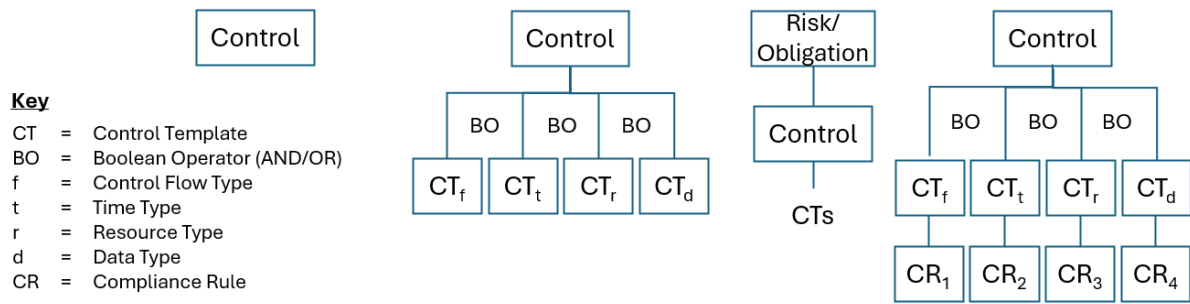 Control
Key
CT = Control Template
BO = Boolean Operator (AND/OR)
f = Control Flow Type
t = Time Type
r = Resource Type
d = Data Type
CR = Compliance Rule
Control
BO BO BO
CTf CTt CTr CTd
Risk/
Obligation
Control
CTs
Control
BO BO BO
CTf CTt CTr CTd
CR1 CR2 CR3 CR4